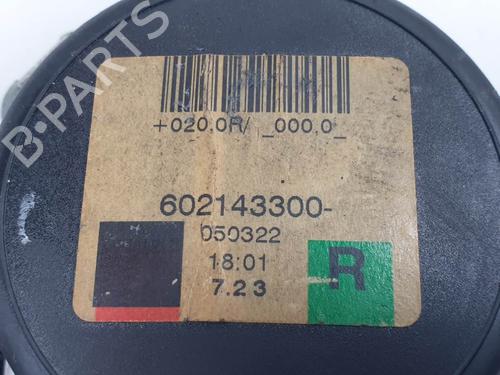 B-PARTS
+020,0R/ _000,0_
602143300-
050322
18:01
7.23
R